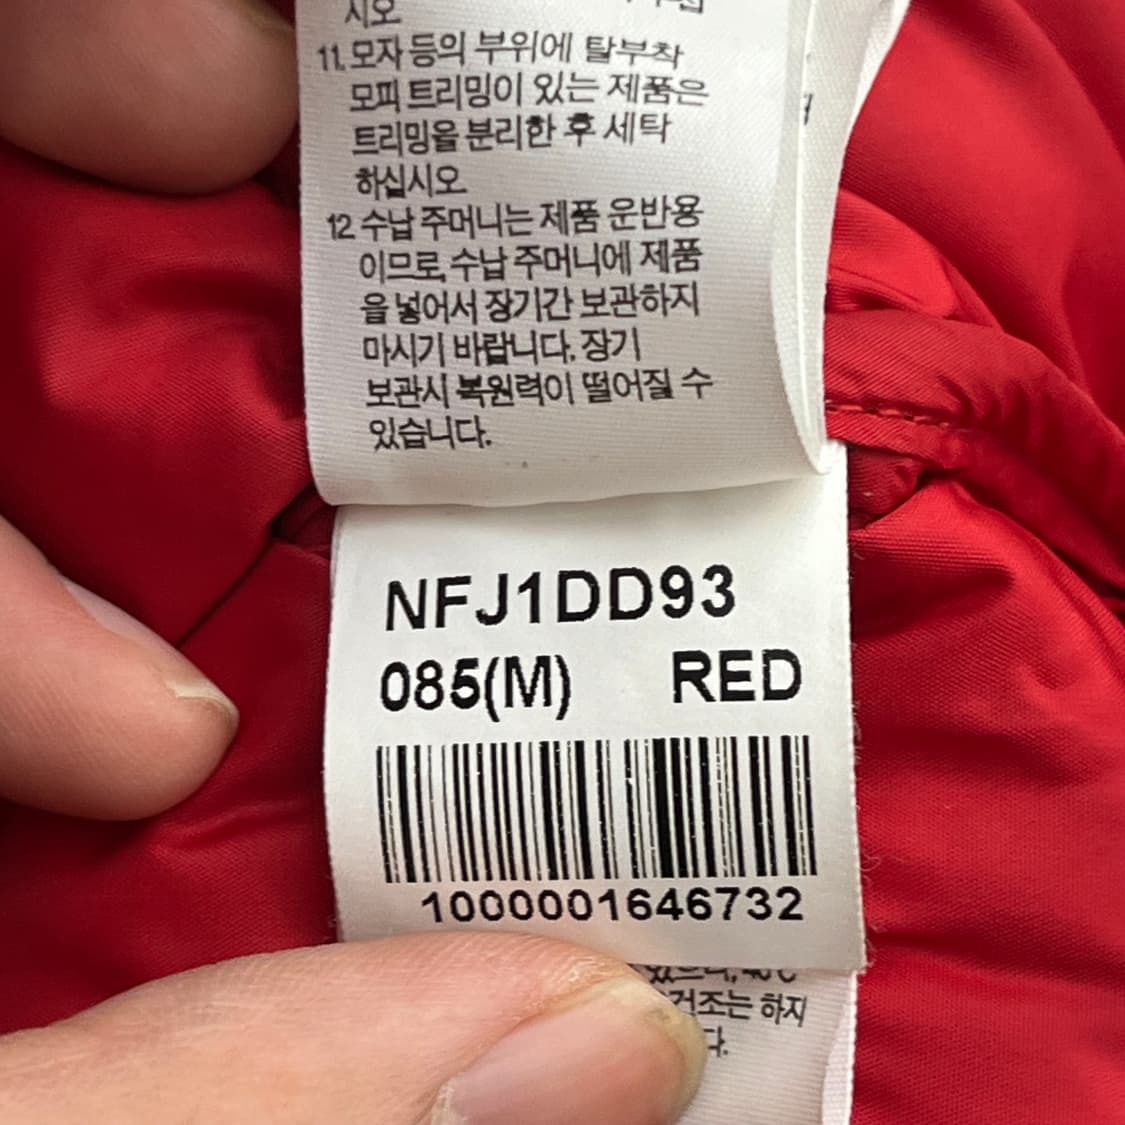 시오
11. 모자 등의 부위에 탈부착
모피 트리밍이 있는 제품은
트리밍을 분리한 후 세탁
하십시오
12 수납 주머니는 제품 운반용
이므로, 수납 주머니에 제품
을 넣어서 장기간 보관하지
마시기 바랍니다. 장기
보관시 복원력이 떨어질 수
있습니다.
NFJ1DD93
085(M) RED
1000001646732
건조는 하지
다.